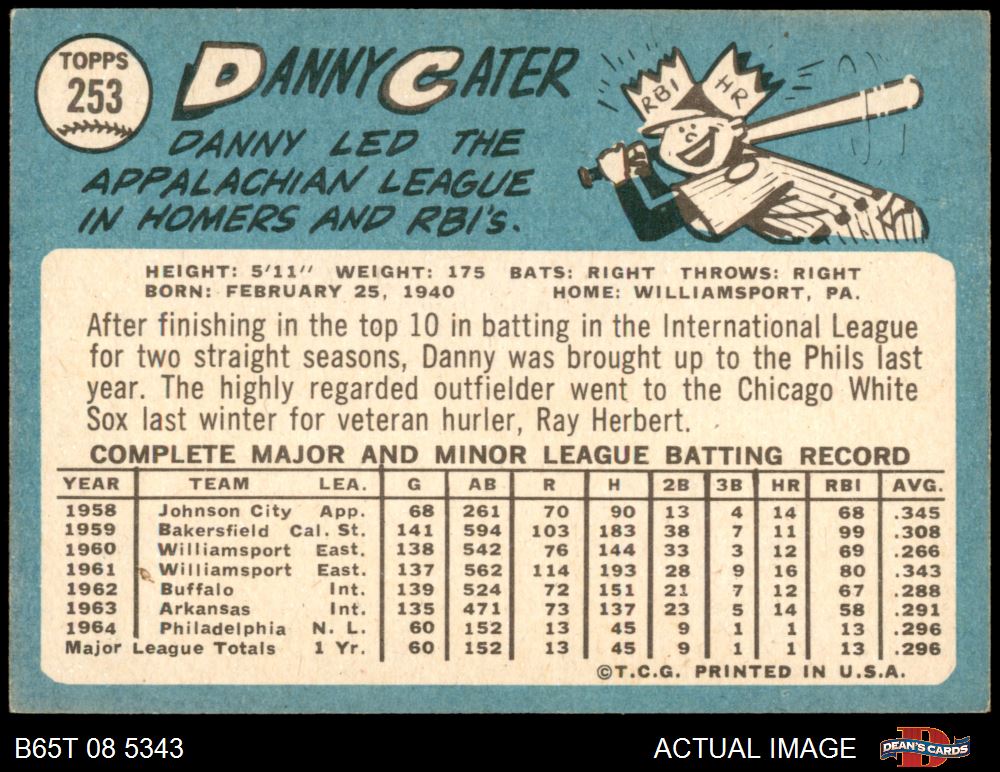 TOPPS
253
DANNY CATER
DANNY LED THE
APPALACHIAN LEAGUE
IN HOMERS AND RBI'S.
RBI
HR
HEIGHT: 5'11" WEIGHT: 175 BATS: RIGHT THROWS: RIGHT
BORN: FEBRUARY 25, 1940 HOME: WILLIAMSPORT, PA.
After finishing in the top 10 in batting in the International League
for two straight seasons, Danny was brought up to the Phils last
year. The highly regarded outfielder went to the Chicago White
Sox last winter for veteran hurler, Ray Herbert.
COMPLETE MAJOR AND MINOR LEAGUE BATTING RECORD
YEAR TEAM LEA. G AB R H 2B 3B HR RBI AVG.
1958 Johnson City App. 68 261 70 90 13 4 14 68 .345
1959 Bakersfield Cal. St. 141 594 103 183 38 7 11 99 .308
1960 Williamsport East. 138 542 76 144 33 3 12 69 .266
1961 Williamsport East. 137 562 114 193 28 9 16 80 .343
1962 Buffalo Int. 139 524 72 151 21 7 12 67 .288
1963 Arkansas Int. 135 471 73 137 23 5 14 58 .291
1964 Philadelphia N. L. 60 152 13 45 9 1 1 13 .296
Major League Totals 1 Yr. 60 152 13 45 9 1 1 13 .296
©T.C.G. PRINTED IN U.S.A.
B65T 08 5343 ACTUAL IMAGE DEAN'S CARDS